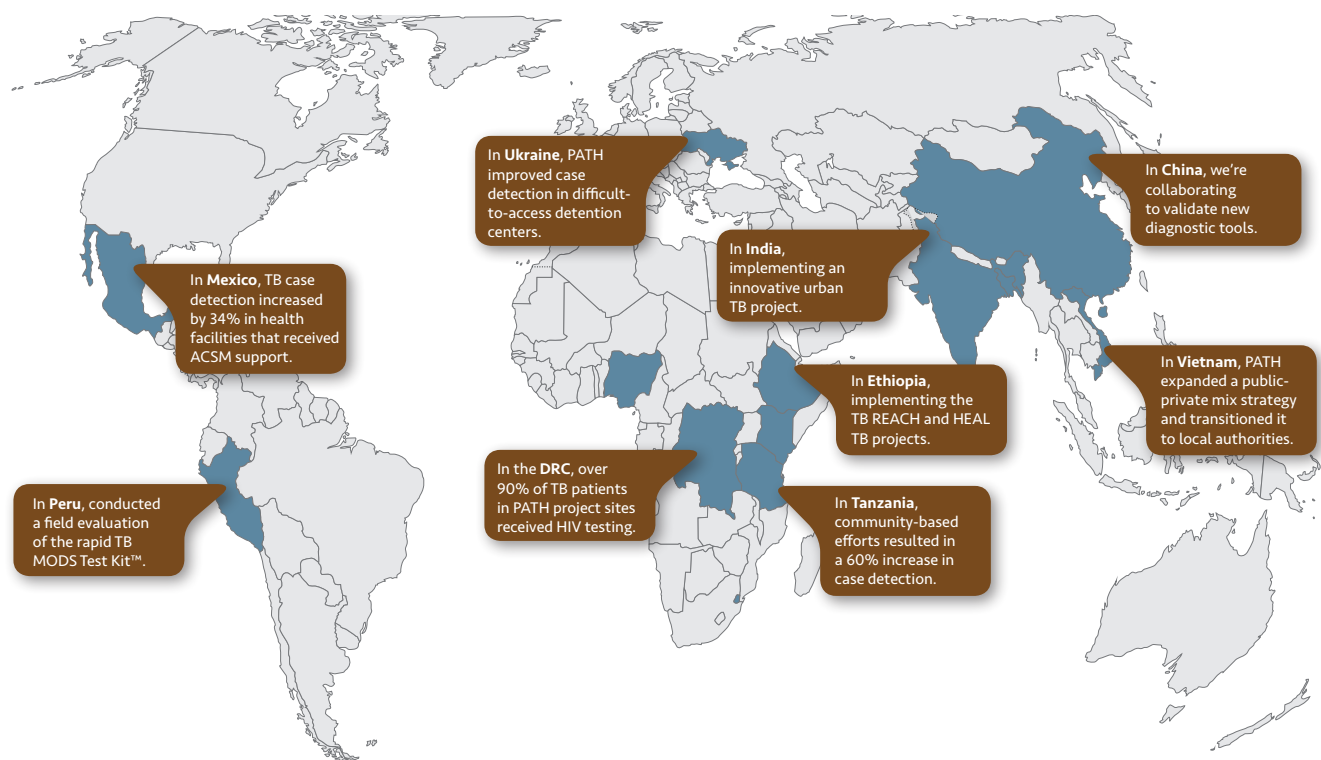 In Ukraine, PATH
improved case
detection in difficult-
to-access detention
centers.
In China, we're
collaborating
to validate new
diagnostic tools.
In India,
implementing an
innovative urban
TB project.
In Mexico, TB case
detection increased
by 34% in health
facilities that received
ACSM support.
In Vietnam, PATH
expanded a public-
private mix strategy
and transitioned it
to local authorities.
In Ethiopia,
implementing the
TB REACH and HEAL
TB projects.
In the DRC, over
90% of TB patients
in PATH project sites
received HIV testing.
In Peru, conducted
a field evaluation
of the rapid TB
MODS Test Kit™.
In Tanzania,
community-based
efforts resulted in
a 60% increase in
case detection.